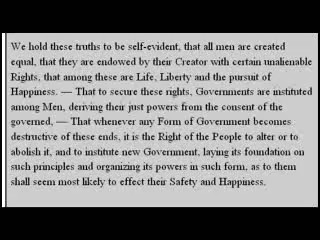 We hold these truths to be self-evident, that all men are created
equal, that they are endowed by their Creator with certain unalienable
Rights, that among these are Life, Liberty and the pursuit of
Happiness. — That to secure these rights, Governments are instituted
among Men, deriving their just powers from the consent of the
governed, — That whenever any Form of Government becomes
destructive of these ends, it is the Right of the People to alter or to
abolish it, and to institute new Government, laying its foundation on
such principles and organizing its powers in such form, as to them
shall seem most likely to effect their Safety and Happiness.